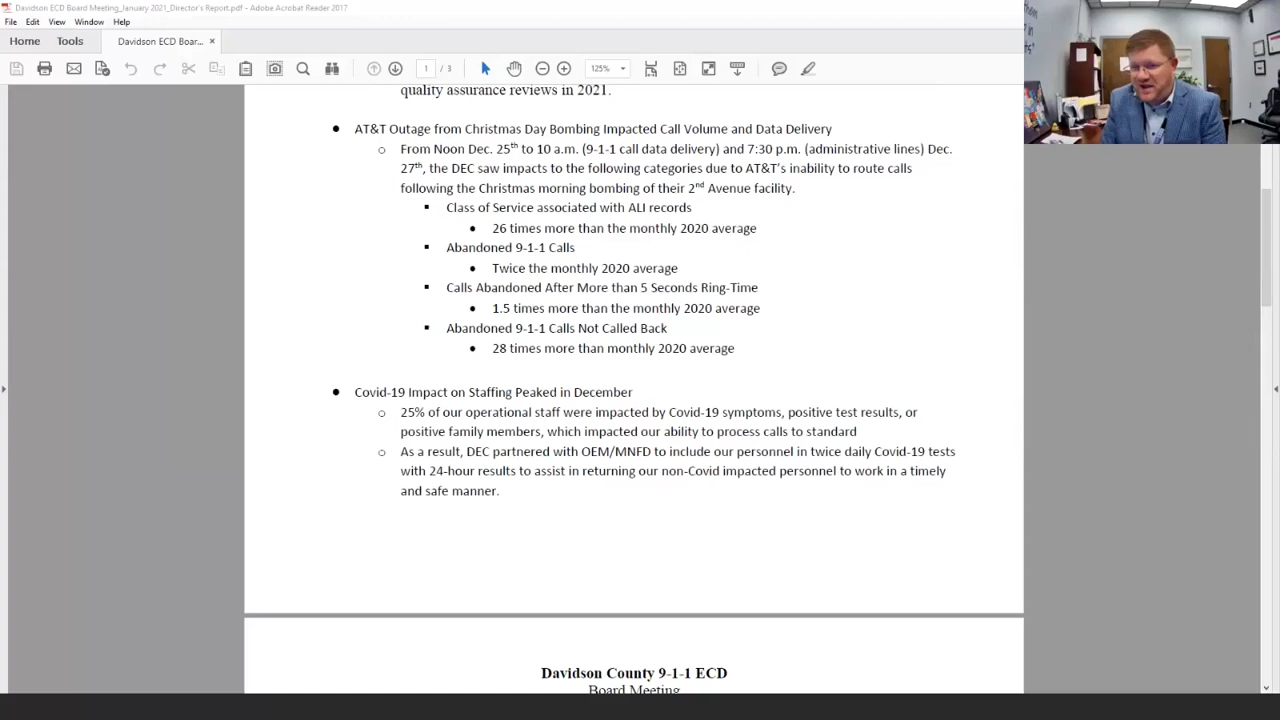 Davidson ECD Board Meeting_January 2021_Director's Report.pdf - Adobe Acrobat Reader 2017
File Edit View Window Help
Home Tools Davidson ECD Boar... ×
1 / 3 125%
quality assurance reviews in 2021.
● AT&T Outage from Christmas Day Bombing Impacted Call Volume and Data Delivery
o From Noon Dec. 25th to 10 a.m. (9-1-1 call data delivery) and 7:30 p.m. (administrative lines) Dec.
27th, the DEC saw impacts to the following categories due to AT&T's inability to route calls
following the Christmas morning bombing of their 2nd Avenue facility.
▪ Class of Service associated with ALI records
● 26 times more than the monthly 2020 average
▪ Abandoned 9-1-1 Calls
● Twice the monthly 2020 average
▪ Calls Abandoned After More than 5 Seconds Ring-Time
● 1.5 times more than the monthly 2020 average
▪ Abandoned 9-1-1 Calls Not Called Back
● 28 times more than monthly 2020 average
● Covid-19 Impact on Staffing Peaked in December
o 25% of our operational staff were impacted by Covid-19 symptoms, positive test results, or
positive family members, which impacted our ability to process calls to standard
o As a result, DEC partnered with OEM/MNFD to include our personnel in twice daily Covid-19 tests
with 24-hour results to assist in returning our non-Covid impacted personnel to work in a timely
and safe manner.
Davidson County 9-1-1 ECD
Board Meeting